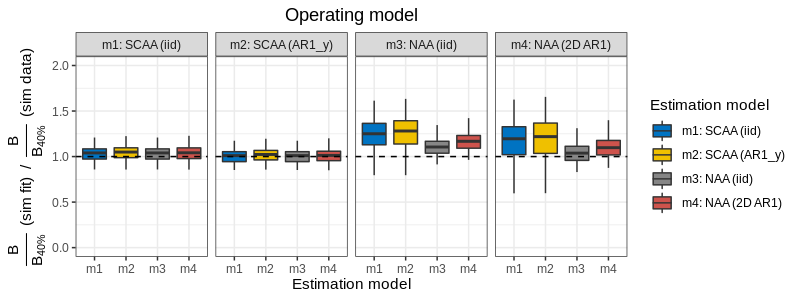 Operating model
m1: SCAA (iid)
m2: SCAA (AR1_y)
m3: NAA (iid)
m4: NAA (2D AR1)
B
B40% (sim fit) / B
B40% (sim data)
2.0
1.5
1.0
0.5
0.0
m1 m2 m3 m4
m1 m2 m3 m4
m1 m2 m3 m4
m1 m2 m3 m4
Estimation model
Estimation model
m1: SCAA (iid)
m2: SCAA (AR1_y)
m3: NAA (iid)
m4: NAA (2D AR1)